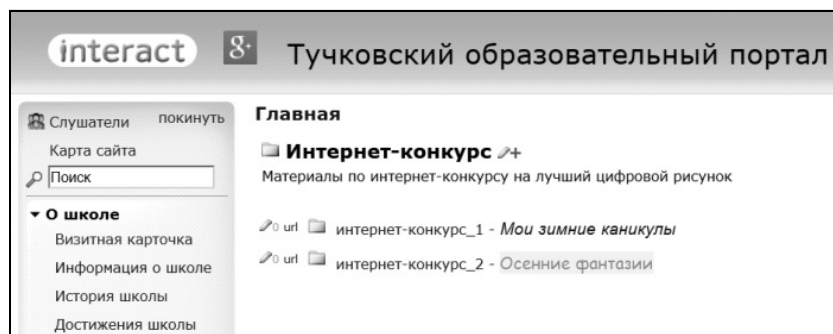 interact 8+ Тучковский образовательный портал
Слушатели покинуть
Карта сайта
Поиск
О школе
Визитная карточка
Информация о школе
История школы
Достижения школы
Главная
Интернет-конкурс
Материалы по интернет-конкурсу на лучший цифровой рисунок
0 url интернет-конкурс_1 - Мои зимние каникулы
0 url интернет-конкурс_2 - Осенние фантазии